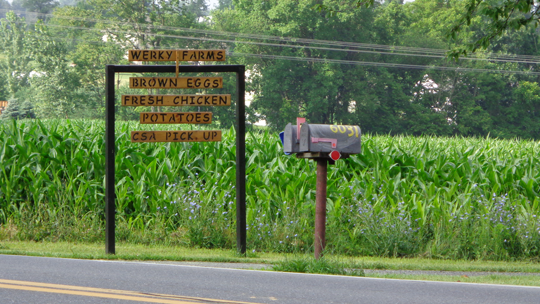 WERKY FARMS
BROWN EGGS
FRESH CHICKEN
POTATOES
CSA PICK UP